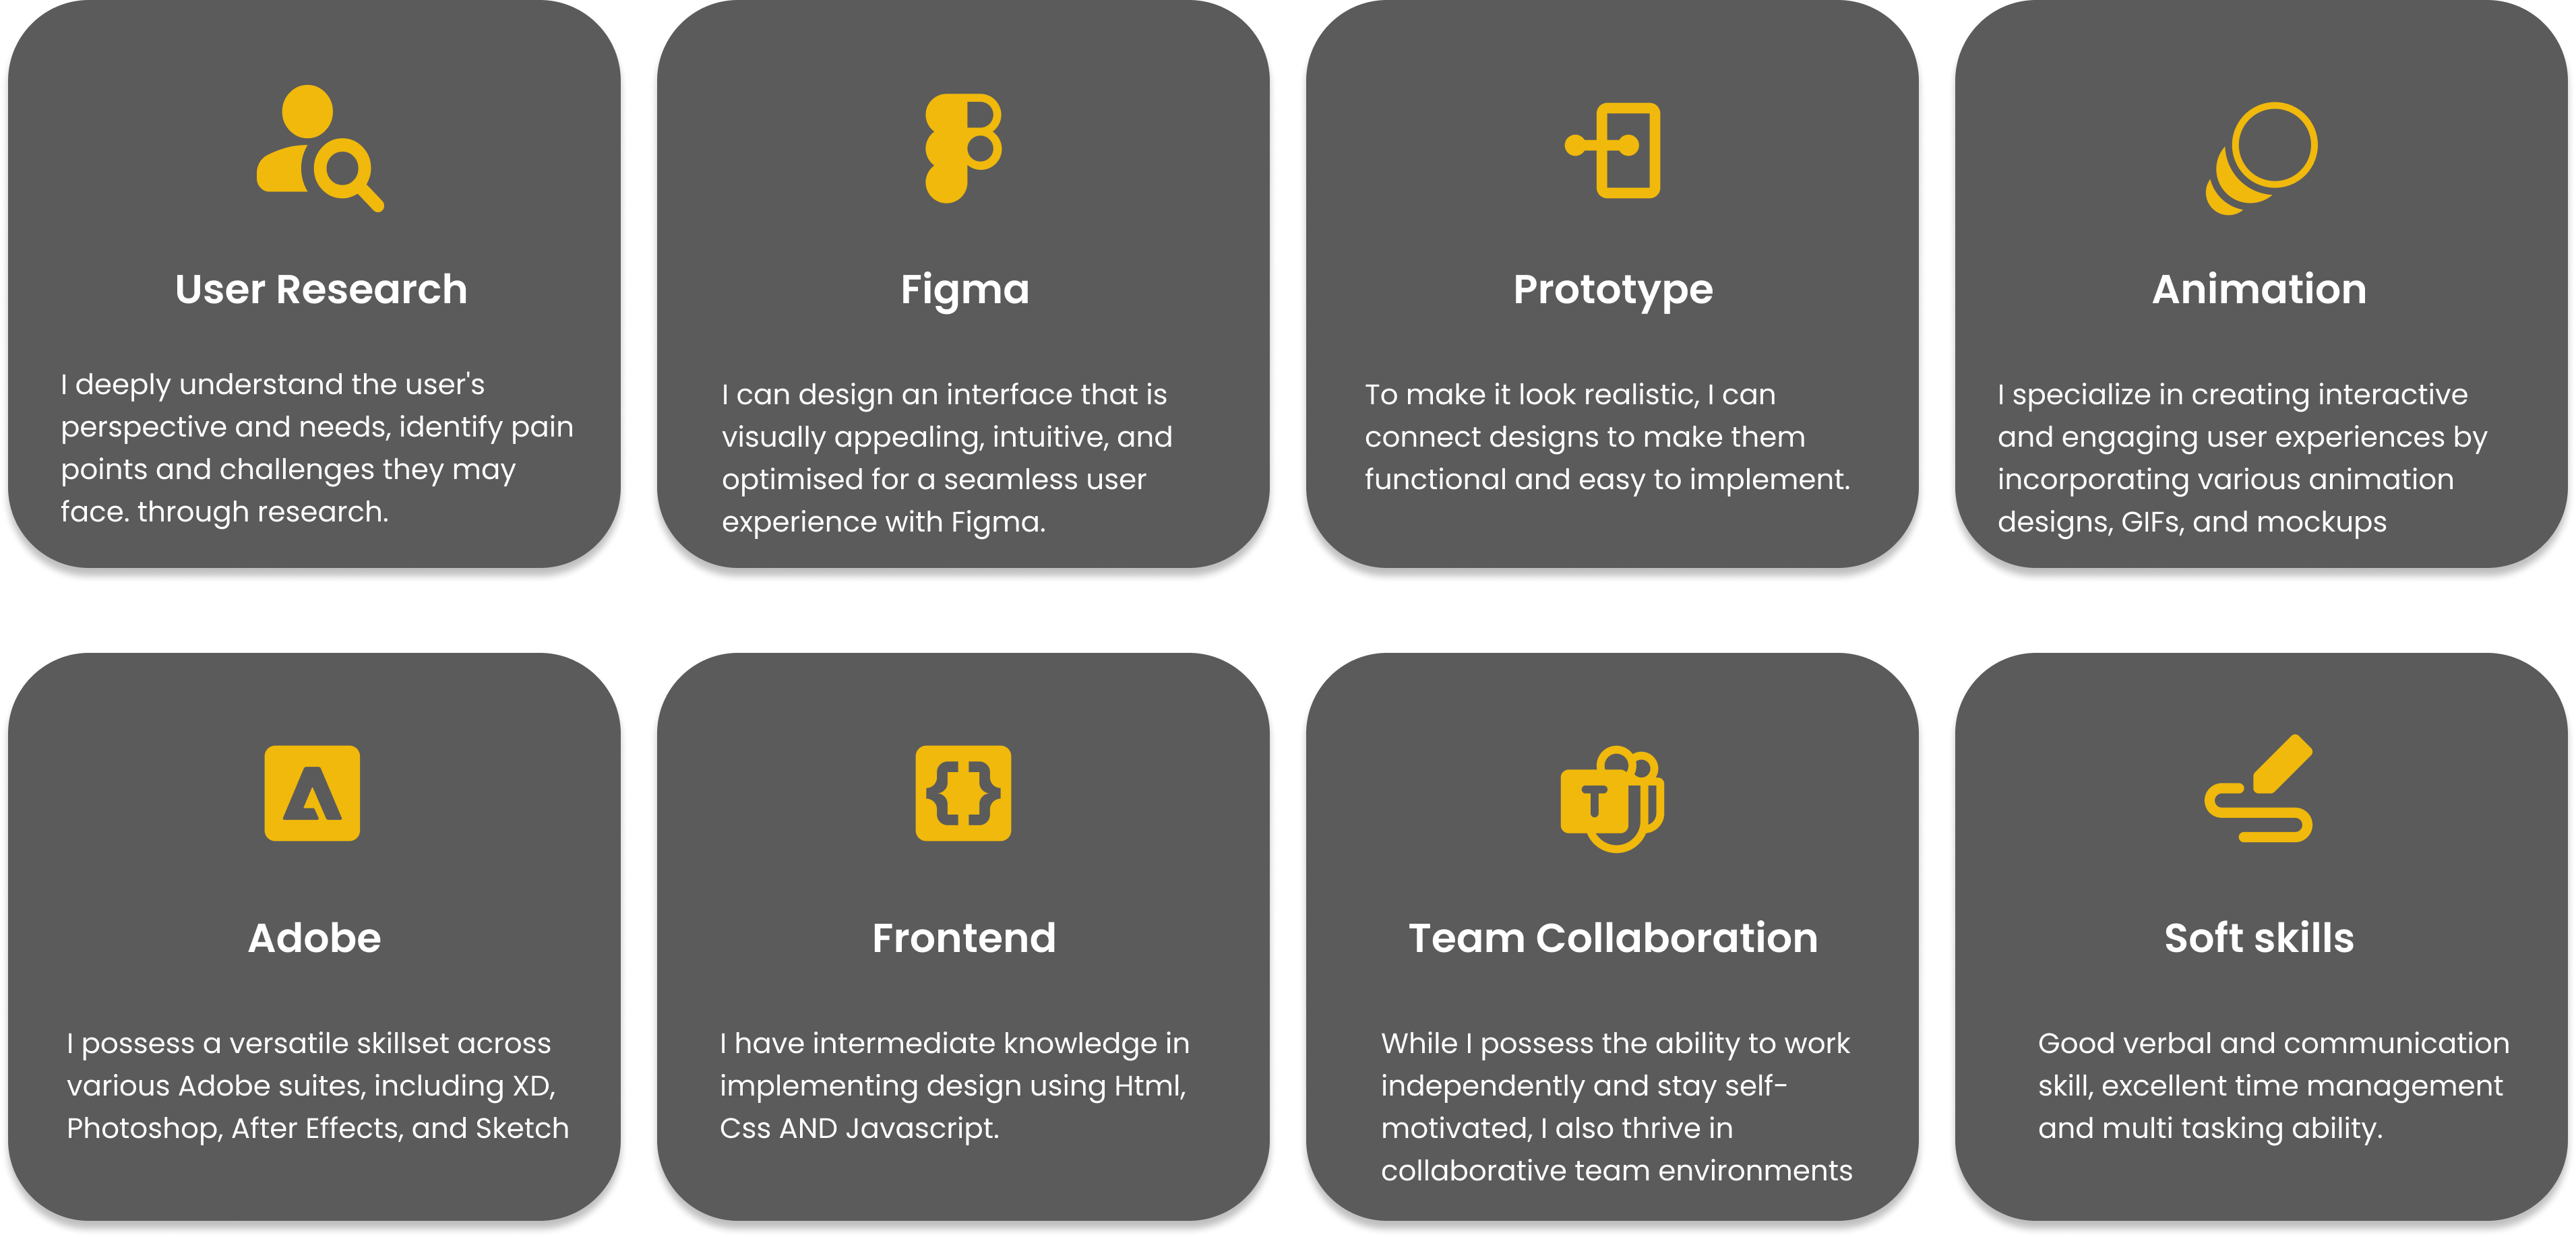 User Research
I deeply understand the user's
perspective and needs, identify pain
points and challenges they may
face. through research.
Figma
I can design an interface that is
visually appealing, intuitive, and
optimised for a seamless user
experience with Figma.
Prototype
To make it look realistic, I can
connect designs to make them
functional and easy to implement.
Animation
I specialize in creating interactive
and engaging user experiences by
incorporating various animation
designs, GIFs, and mockups
Adobe
I possess a versatile skillset across
various Adobe suites, including XD,
Photoshop, After Effects, and Sketch
Frontend
I have intermediate knowledge in
implementing design using Html,
Css AND Javascript.
T
Team Collaboration
While I possess the ability to work
independently and stay self-
motivated, I also thrive in
collaborative team environments
Soft skills
Good verbal and communication
skill, excellent time management
and multi tasking ability.